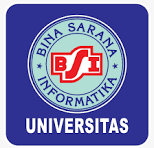 BINA SARANA
BSI
INFORMATIKA
UNIVERSITAS